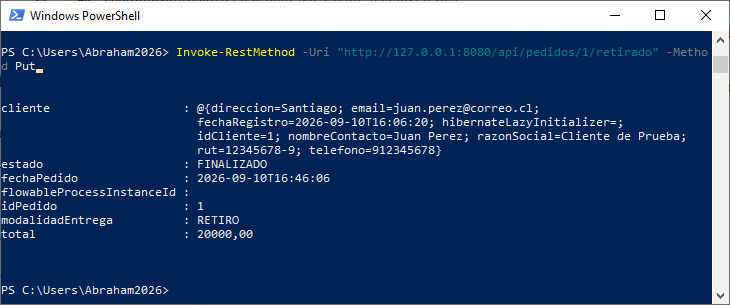 Windows PowerShell
PS C:\Users\Abraham2026> Invoke-RestMethod -Uri "http://127.0.0.1:8080/api/pedidos/1/retirado" -Metho
d Put
cliente : @{direccion=Santiago; email=juan.perez@correo.cl;
fechaRegistro=2026-09-10T16:06:20; hibernateLazyInitializer=;
idCliente=1; nombreContacto=Juan Perez; razonSocial=Cliente de Prueba;
rut=12345678-9; telefono=912345678}
estado : FINALIZADO
fechaPedido : 2026-09-10T16:46:06
flowableProcessInstanceId :
idPedido : 1
modalidadEntrega : RETIRO
total : 20000,00
PS C:\Users\Abraham2026>